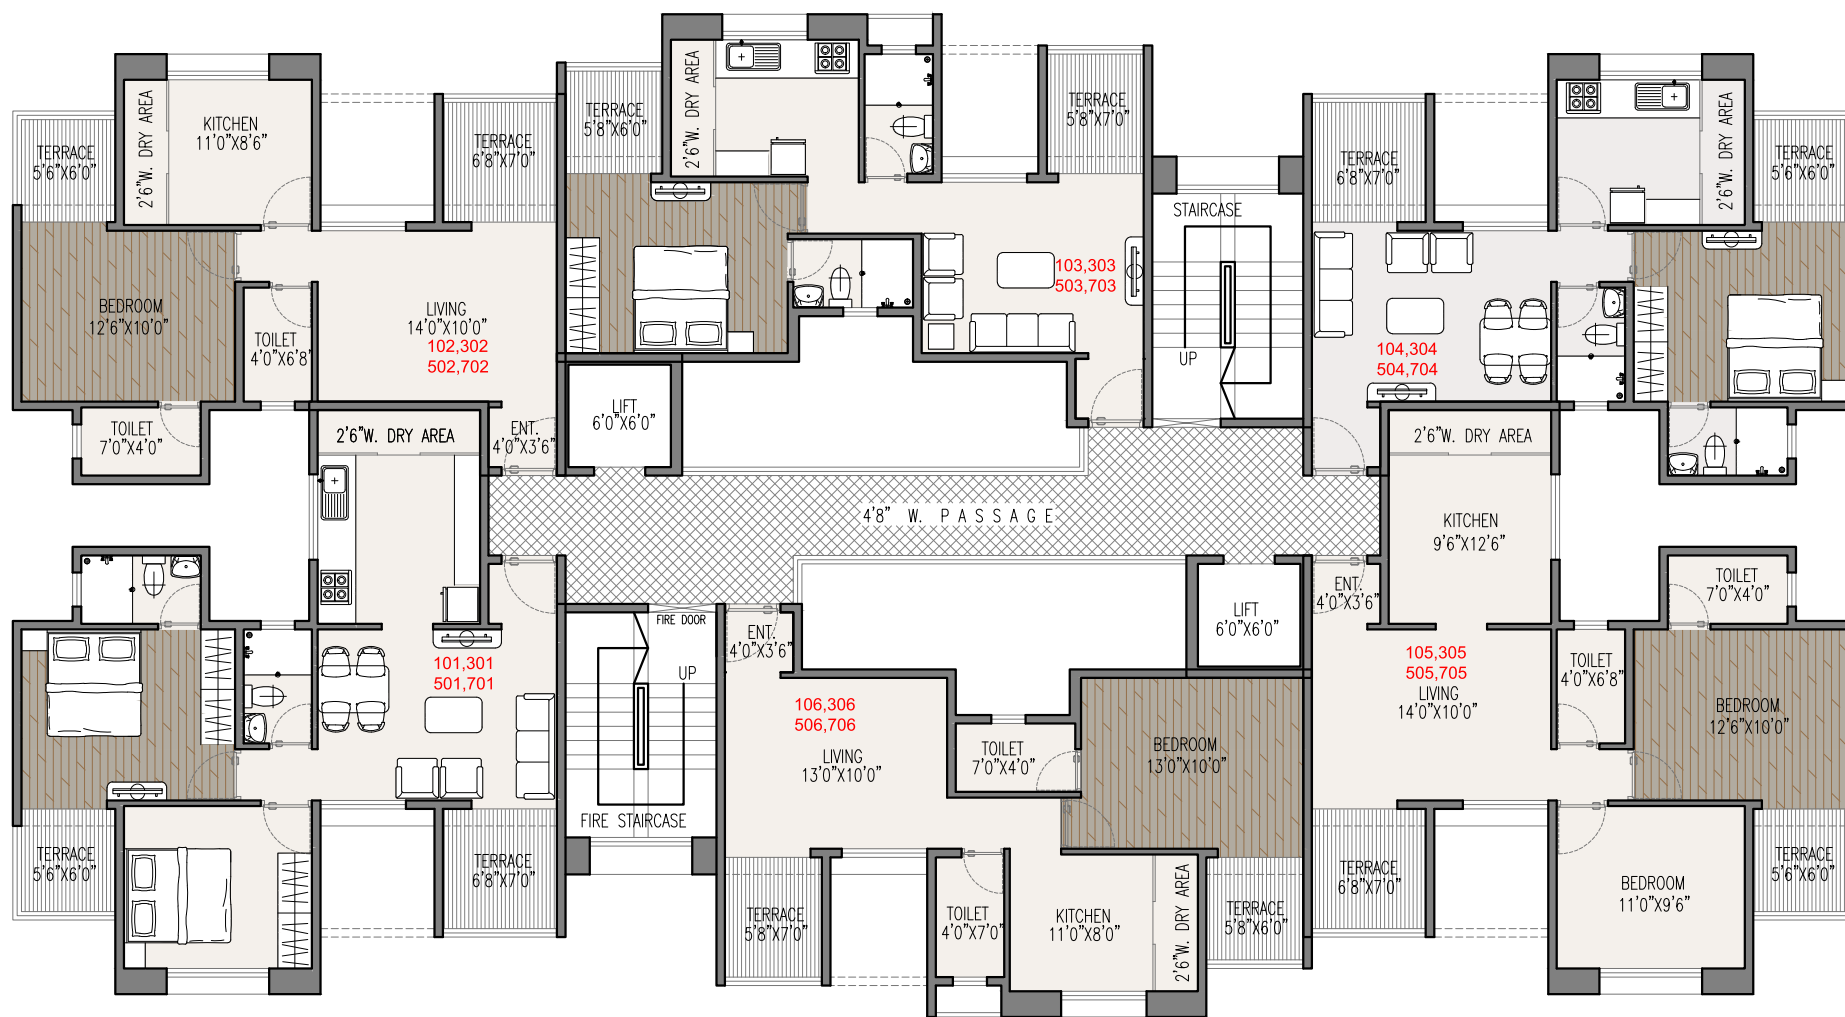 TERRACE
5'6"X6'0"
2'6"W. DRY AREA
KITCHEN
11'0"X8'6"
TERRACE
6'8"X7'0"
BEDROOM
12'6"X10'0"
TOILET
4'0"X6'8"
LIVING
14'0"X10'0"
102,302
502,702
TOILET
7'0"X4'0"
ENT.
4'0"X3'6"
TERRACE
5'8"X6'0"
2'6"W. DRY AREA
TERRACE
5'8"X7'0"
103,303
503,703
LIFT
6'0"X6'0"
STAIRCASE
UP
TERRACE
6'8"X7'0"
2'6"W. DRY AREA
TERRACE
5'6"X6'0"
104,304
504,704
2'6"W. DRY AREA
4'8" W. PASSAGE
2'6"W. DRY AREA
KITCHEN
9'6"X12'6"
101,301
501,701
TERRACE
5'6"X6'0"
TERRACE
6'8"X7'0"
FIRE DOOR
UP
FIRE STAIRCASE
ENT.
4'0"X3'6"
106,306
506,706
LIVING
13'0"X10'0"
TOILET
7'0"X4'0"
BEDROOM
13'0"X10'0"
TERRACE
5'8"X7'0"
TOILET
4'0"X7'0"
KITCHEN
11'0"X8'0"
2'6"W. DRY AREA
TERRACE
5'8"X6'0"
LIFT
6'0"X6'0"
ENT.
4'0"X3'6"
105,305
505,705
LIVING
14'0"X10'0"
TOILET
4'0"X6'8"
TOILET
7'0"X4'0"
BEDROOM
12'6"X10'0"
TERRACE
6'8"X7'0"
BEDROOM
11'0"X9'6"
TERRACE
5'6"X6'0"